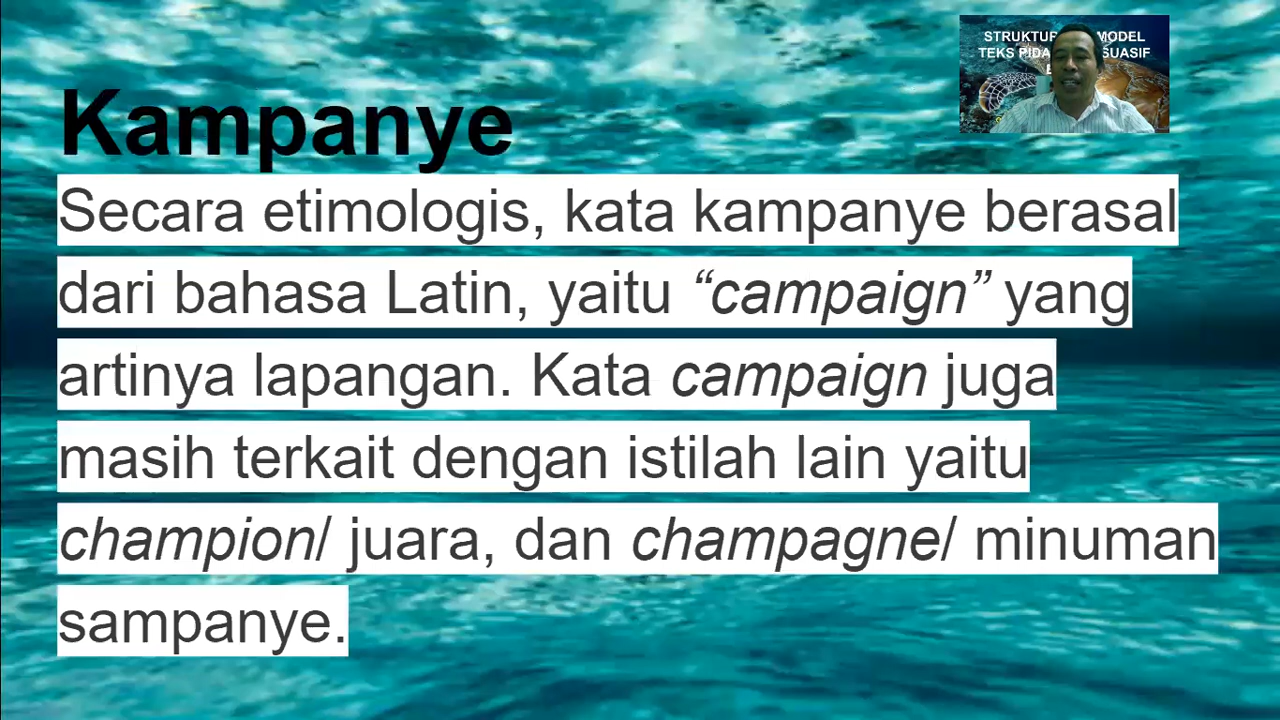 Kampanye
Secara etimologis, kata kampanye berasal
dari bahasa Latin, yaitu “campaign” yang
artinya lapangan. Kata campaign juga
masih terkait dengan istilah lain yaitu
champion/ juara, dan champagne/ minuman
sampanye.
STRUKTUR MODEL
TEKS